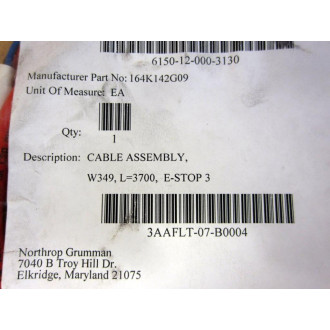 6150-12-000-3130
Manufacturer Part No: 164K142G09
Unit Of Measure: EA
Qty:
1
Description: CABLE ASSEMBLY,
W349, L=3700, E-STOP 3
3AAFLT-07-B0004
Northrop Grumman
7040 B Troy Hill Dr.
Elkridge, Maryland 21075